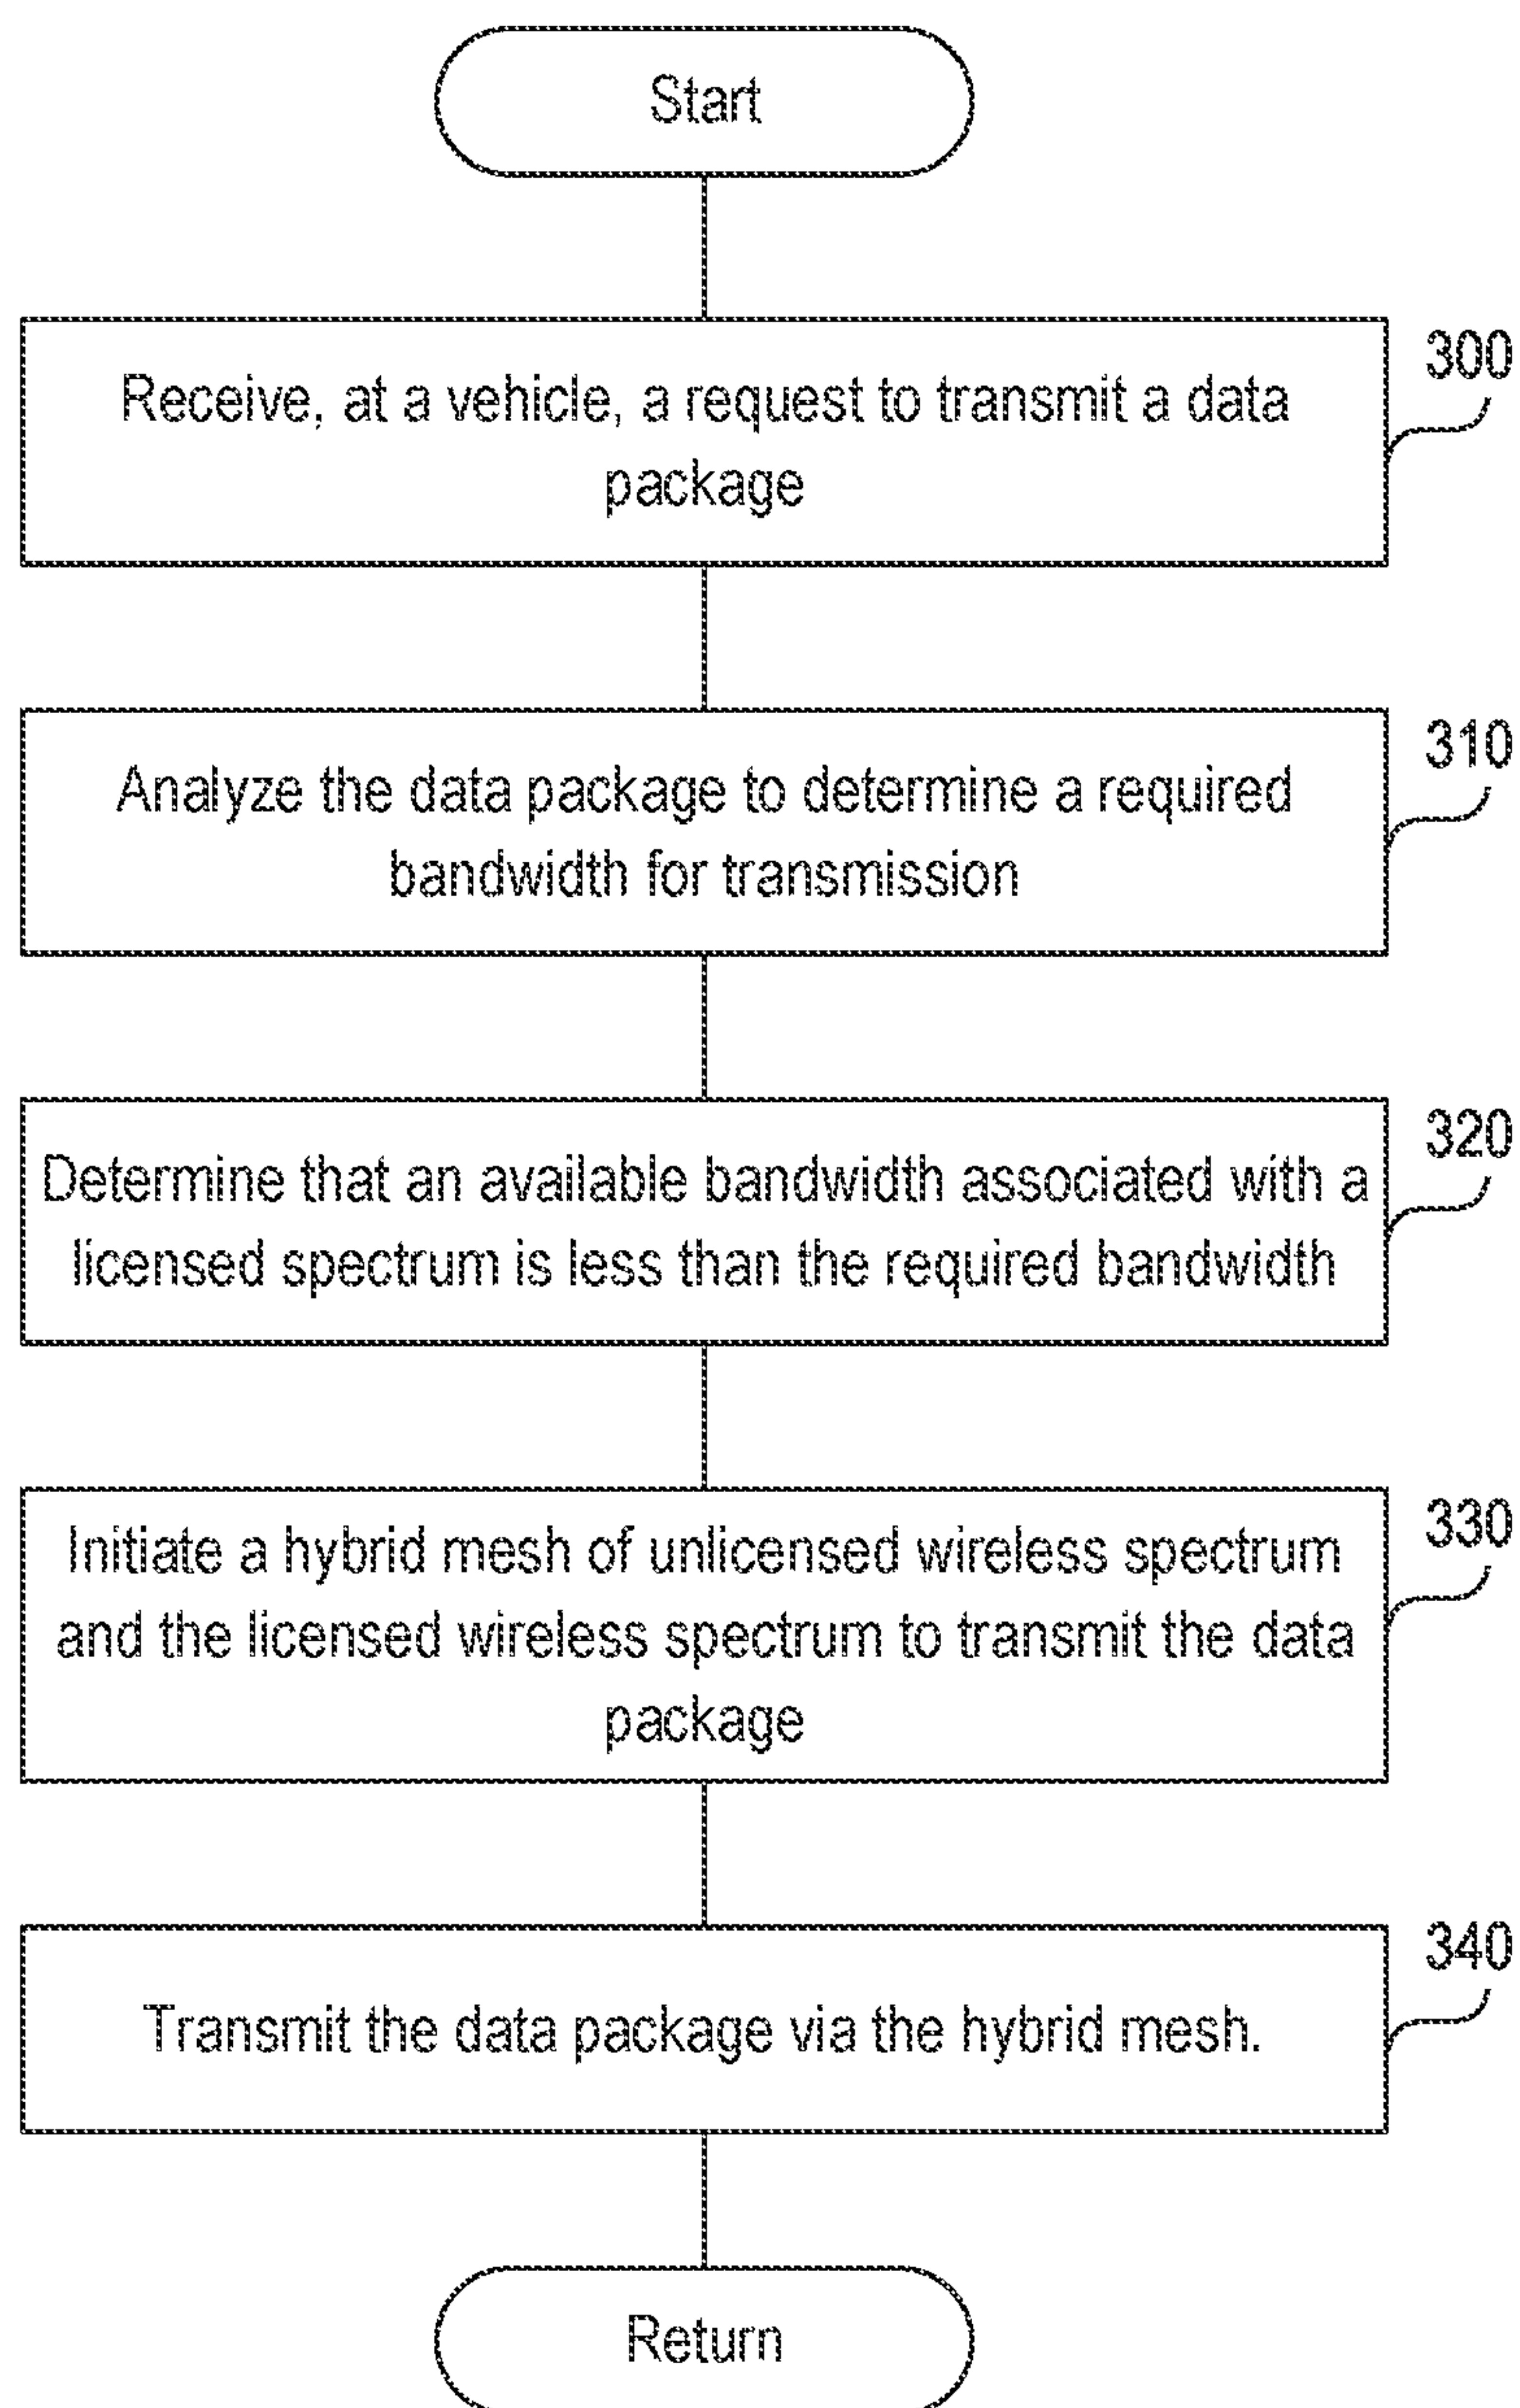 Start
300
Receive, at a vehicle, a request to transmit a data
package
310
Analyze the data package to determine a required
bandwidth for transmission
320
Determine that an available bandwidth associated with a
licensed spectrum is less than the required bandwidth
330
Initiate a hybrid mesh of unlicensed wireless spectrum
and the licensed wireless spectrum to transmit the data
package
340
Transmit the data package via the hybrid mesh.
Return